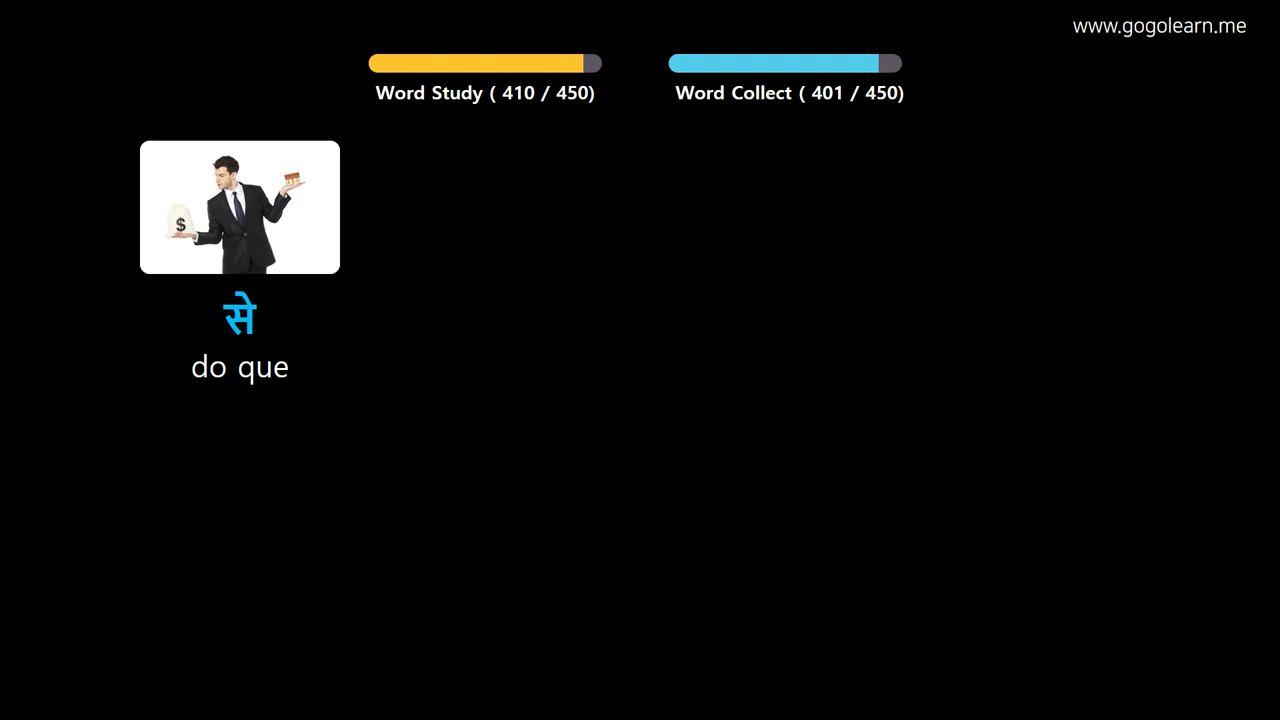 www.gogolearn.me
Word Study ( 410 / 450)
Word Collect ( 401 / 450)
$
से
do que